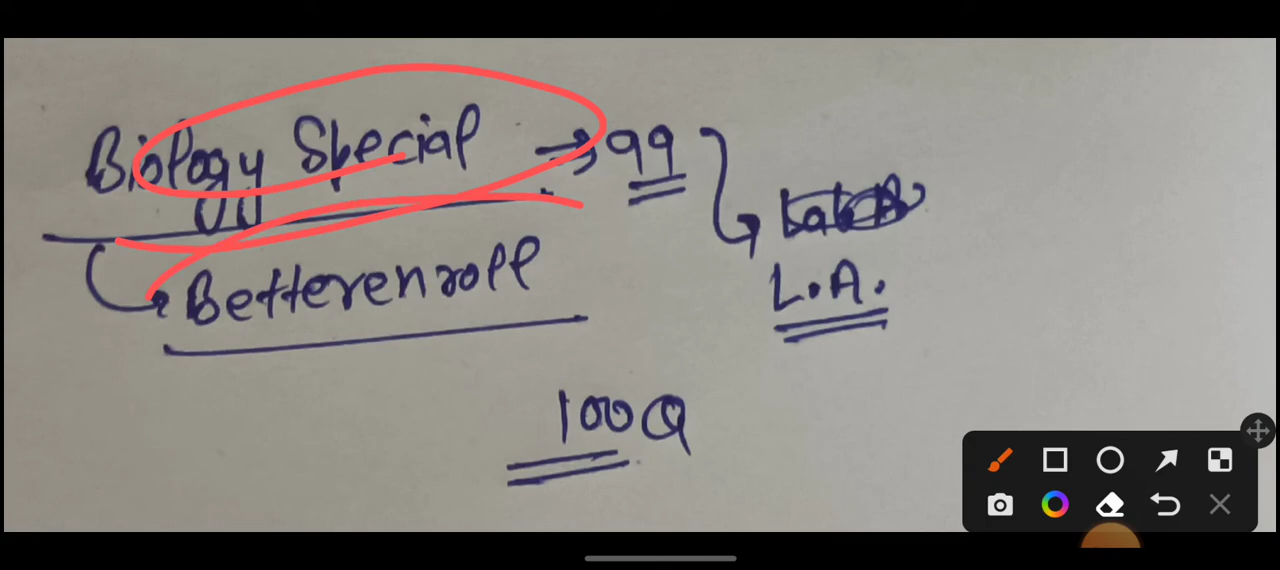 Biology Special → 99
L.A.
Betterenroll
100 Q